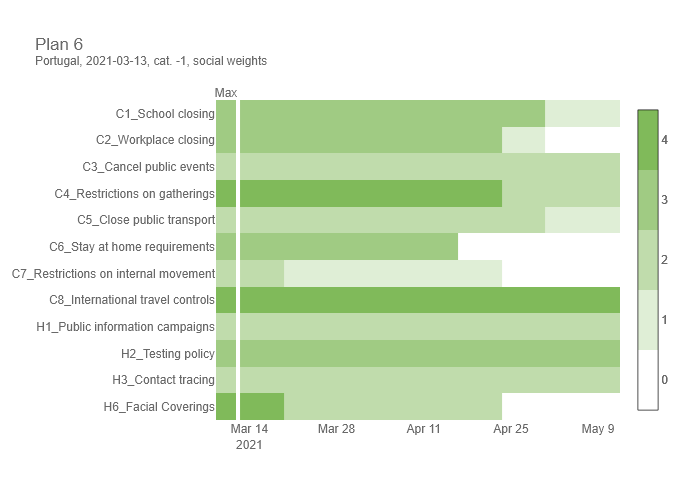 Plan 6
Portugal, 2021-03-13, cat. -1, social weights
Max
C1_School closing
C2_Workplace closing
C3_Cancel public events
C4_Restrictions on gatherings
C5_Close public transport
C6_Stay at home requirements
C7_Restrictions on internal movement
C8_International travel controls
H1_Public information campaigns
H2_Testing policy
H3_Contact tracing
H6_Facial Coverings
Mar 14 Mar 28 Apr 11 Apr 25 May 9
2021
4
3
2
1
0